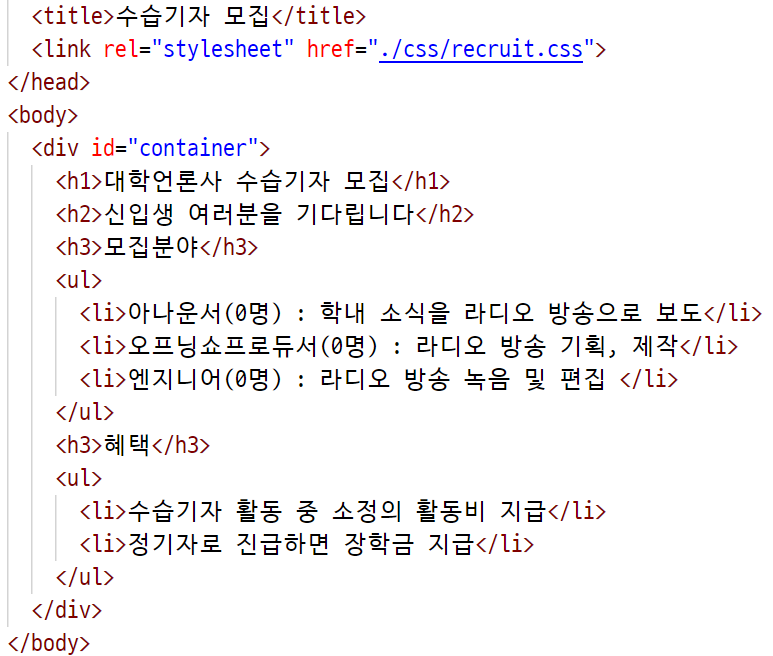 <title>수습기자 모집</title>
<link rel="stylesheet" href="./css/recruit.css">
</head>
<body>
<div id="container">
<h1>대학언론사 수습기자 모집</h1>
<h2>신입생 여러분을 기다립니다</h2>
<h3>모집분야</h3>
<ul>
<li>아나운서(0명) : 학내 소식을 라디오 방송으로 보도</li>
<li>오프닝쇼프로듀서(0명) : 라디오 방송 기획, 제작</li>
<li>엔지니어(0명) : 라디오 방송 녹음 및 편집 </li>
</ul>
<h3>혜택</h3>
<ul>
<li>수습기자 활동 중 소정의 활동비 지급</li>
<li>정기자로 진급하면 장학금 지급</li>
</ul>
</div>
</body>